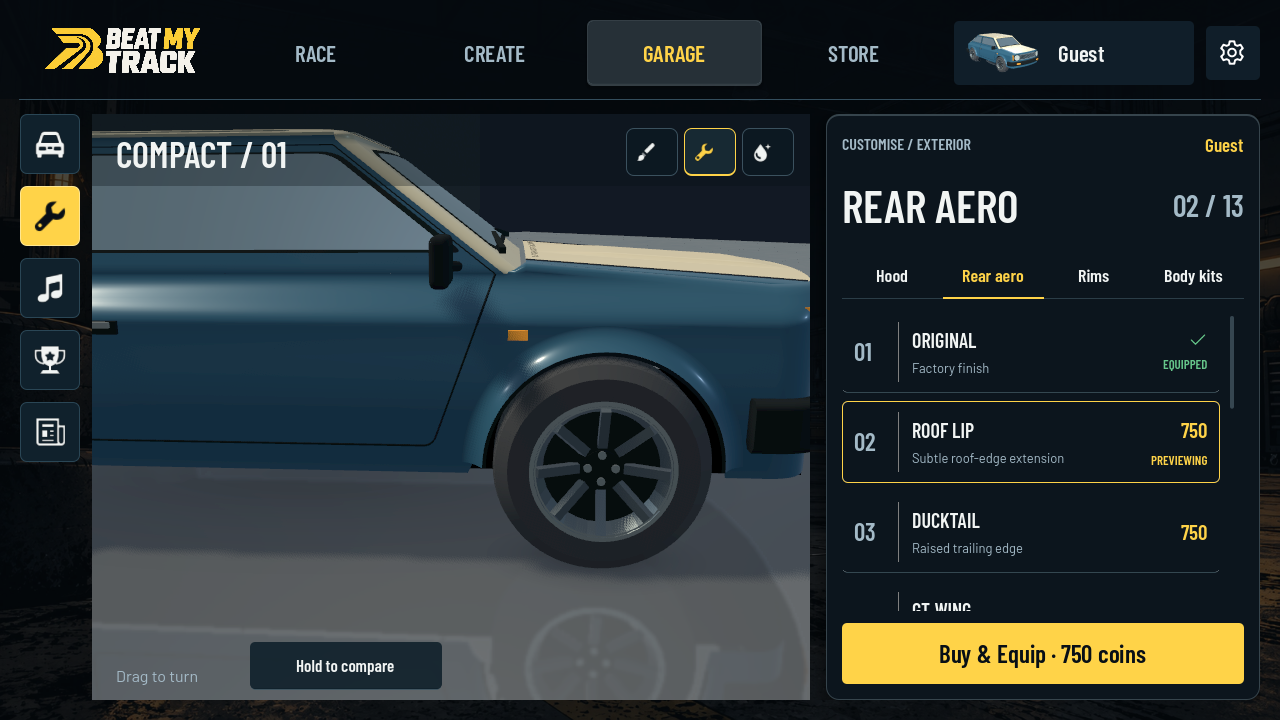 BEAT MY
TRACK
RACE
CREATE
GARAGE
STORE
Guest
COMPACT / 01
CUSTOMISE / EXTERIOR
Guest
REAR AERO
02 / 13
Hood
Rear aero
Rims
Body kits
01
ORIGINAL
Factory finish
EQUIPPED
02
ROOF LIP
Subtle roof-edge extension
750
PREVIEWING
03
DUCKTAIL
Raised trailing edge
750
GT WING
Drag to turn
Hold to compare
Buy & Equip · 750 coins